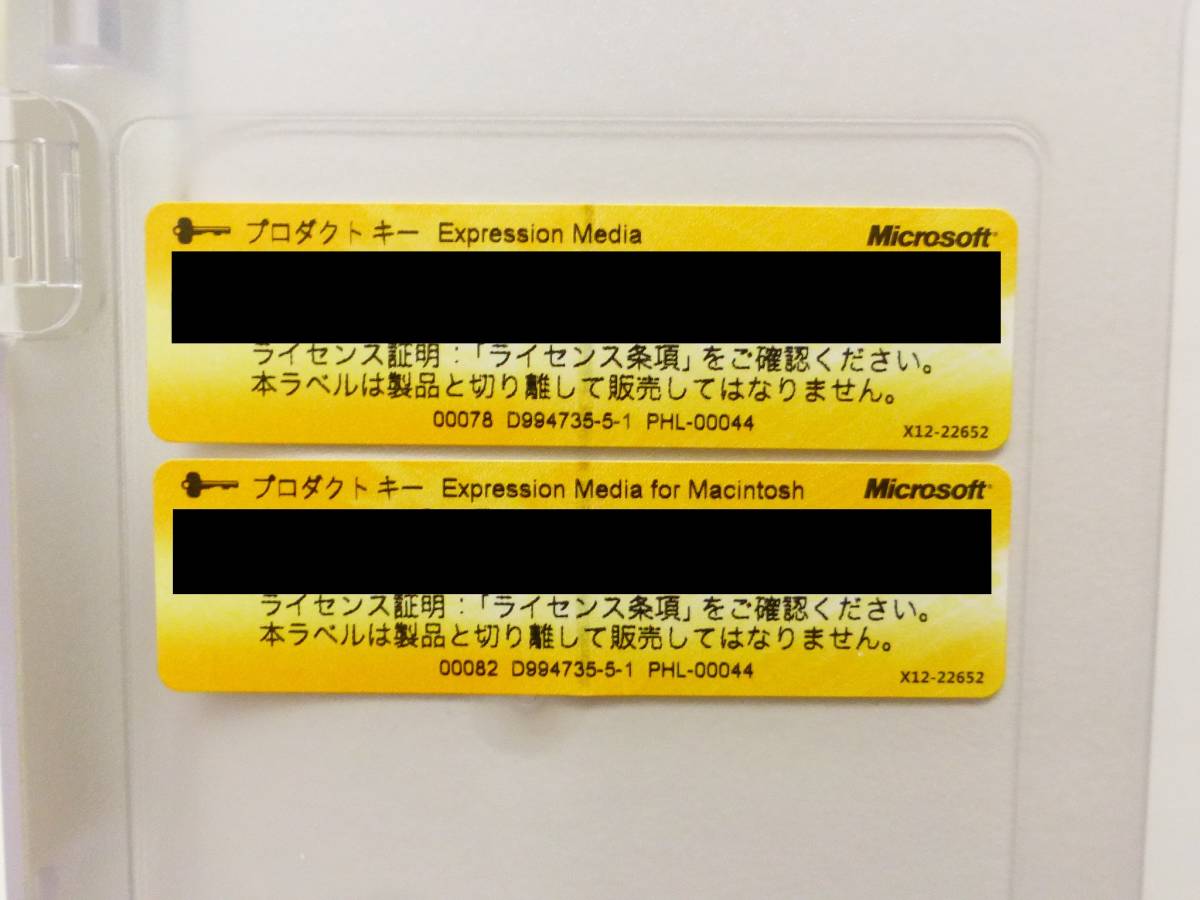 プロダクト キー Expression Media Microsoft
ライセンス証明：「ライセンス条項」をご確認ください。
本ラベルは製品と切り離して販売してはなりません。
00078 D994735-5-1 PHL-00044
X12-22652
プロダクト キー Expression Media for Macintosh Microsoft
ライセンス証明：「ライセンス条項」をご確認ください。
本ラベルは製品と切り離して販売してはなりません。
00082 D994735-5-1 PHL-00044
X12-22652